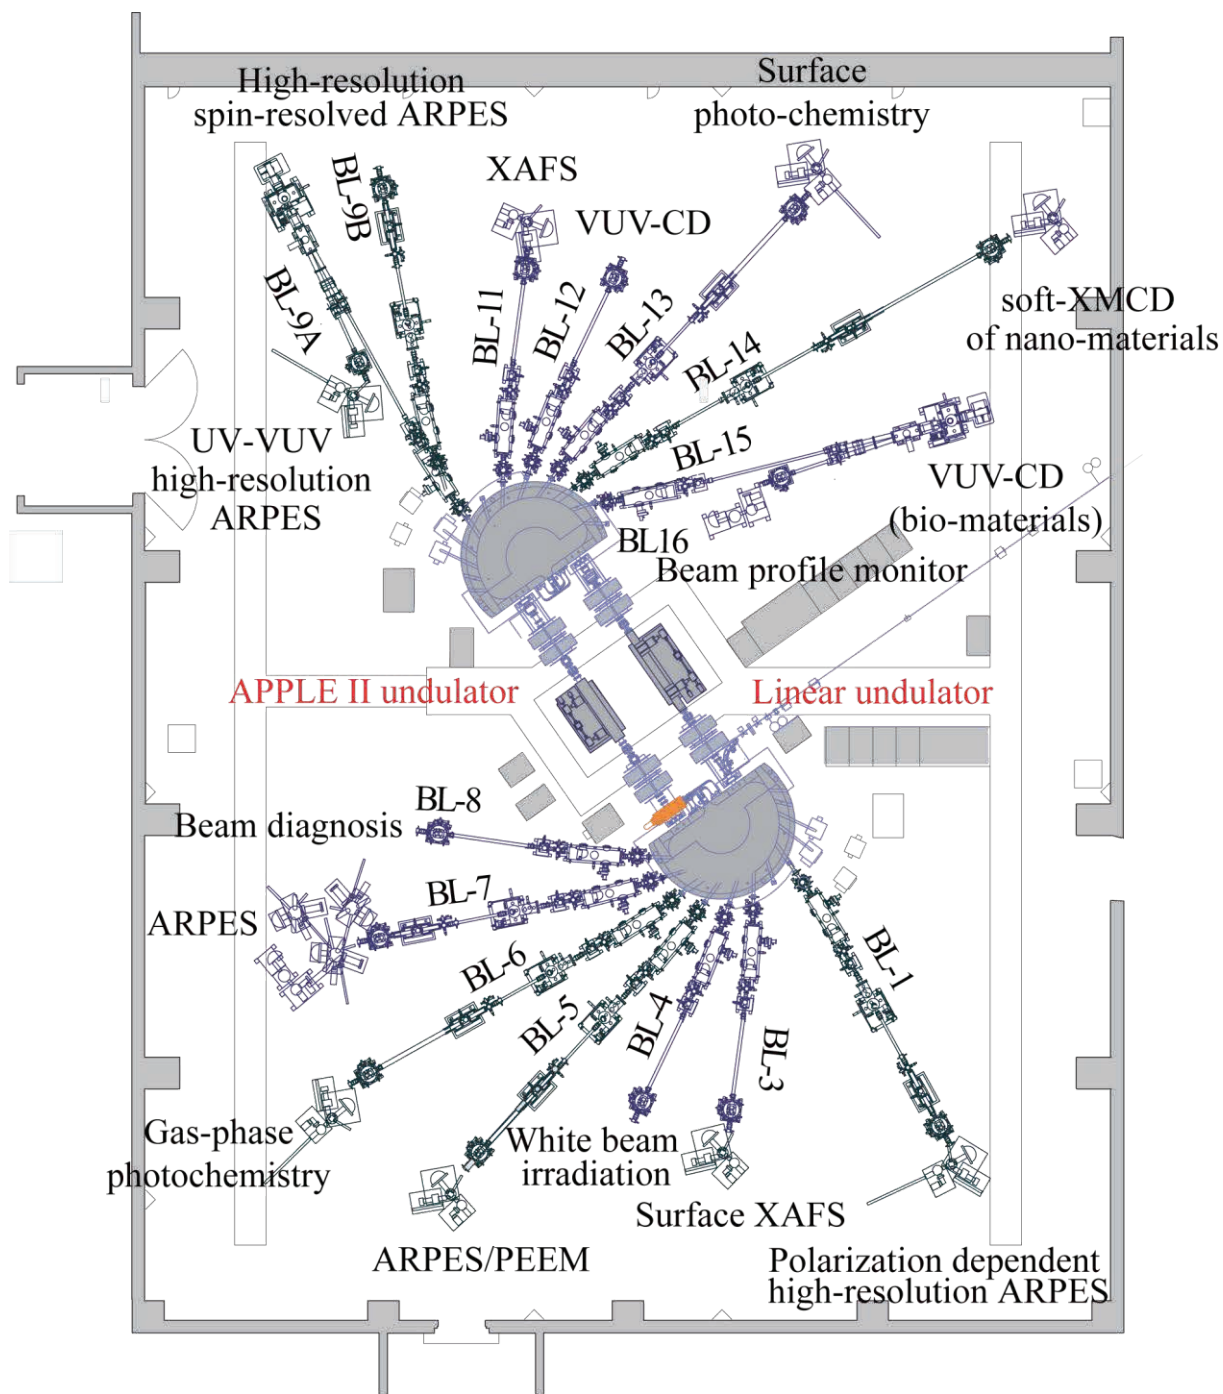 High-resolution
spin-resolved ARPES
Surface
photo-chemistry
BL-9B
XAFS
VUV-CD
BL-9A
BL-11
BL-12
BL-13
BL-14
soft-XMCD
of nano-materials
UV-VUV
high-resolution
ARPES
BL-15
VUV-CD
(bio-materials)
BL16
Beam profile monitor
APPLE II undulator
Linear undulator
BL-8
Beam diagnosis
BL-7
ARPES
BL-6
BL-5
BL-4
BL-3
BL-1
Gas-phase
photochemistry
White beam
irradiation
Surface XAFS
ARPES/PEEM
Polarization dependent
high-resolution ARPES